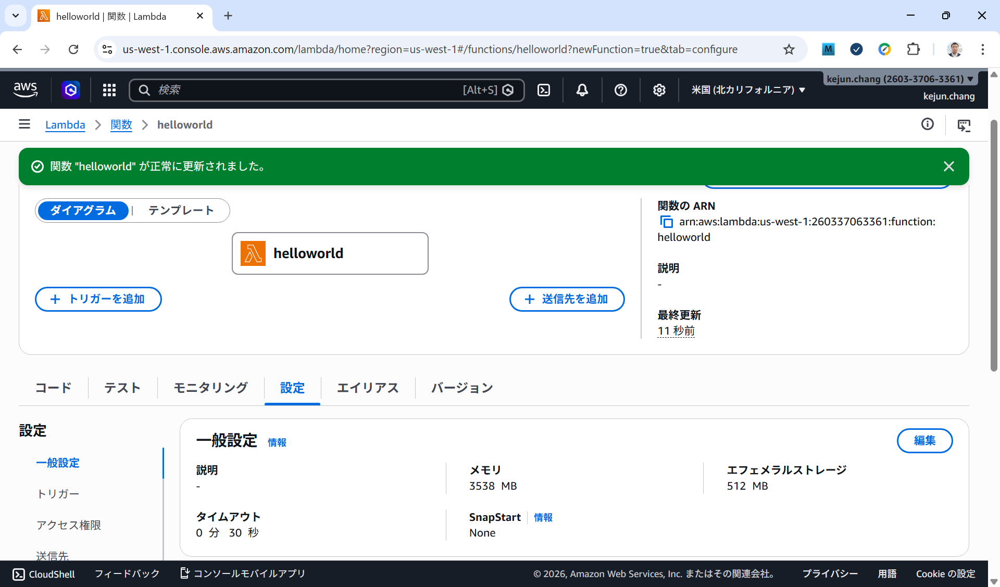 helloworld | 関数 | Lambda
us-west-1.console.aws.amazon.com/lambda/home?region=us-west-1#/functions/helloworld?newFunction=true&tab=configure
M
aws
検索
[Alt+S]
米国 (北カリフォルニア) ▼
kejun.chang (2603-3706-3361) ▼
kejun.chang
Lambda > 関数 > helloworld
関数 "helloworld" が正常に更新されました。
ダイアグラム | テンプレート
helloworld
+ トリガーを追加
+ 送信先を追加
関数の ARN
arn:aws:lambda:us-west-1:260337063361:function:
helloworld
説明
-
最終更新
11 秒前
コード
テスト
モニタリング
設定
エイリアス
バージョン
設定
一般設定
トリガー
アクセス権限
送信先
一般設定 情報
編集
説明
-
メモリ
3538 MB
エフェメラルストレージ
512 MB
タイムアウト
0 分 30 秒
SnapStart 情報
None
CloudShell フィードバック コンソールモバイルアプリ © 2026, Amazon Web Services, Inc. またはその関連会社。 プライバシー 用語 Cookie の設定